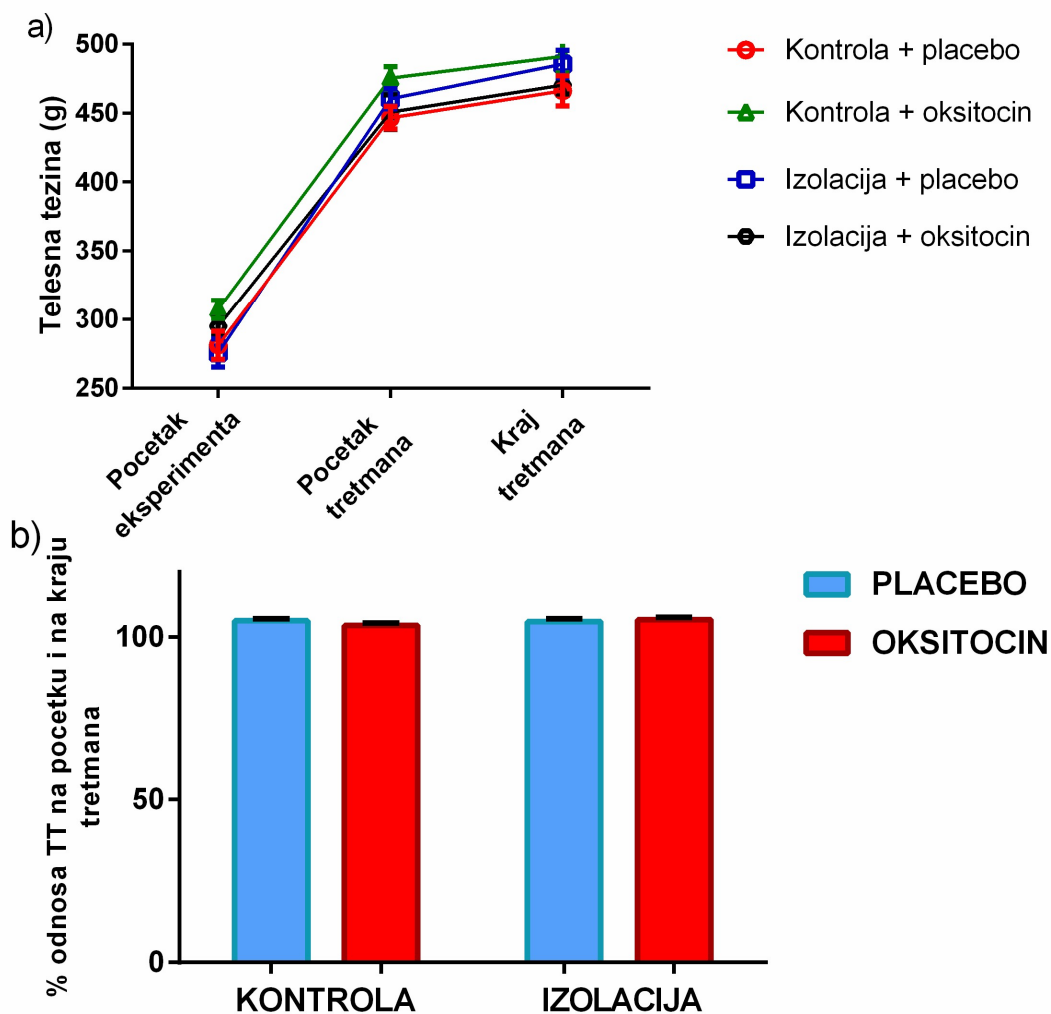 a)
Telesna tezina (g)
500
450
400
350
300
250
Pocetak
eksperimenta
Pocetak
tretmana
Kraj
tretmana
Kontrola + placebo
Kontrola + oksitocin
Izolacija + placebo
Izolacija + oksitocin
b)
% odnosa TT na pocetku i na kraju
tretmana
100
50
0
KONTROLA
IZOLACIJA
PLACEBO
OKSITOCIN